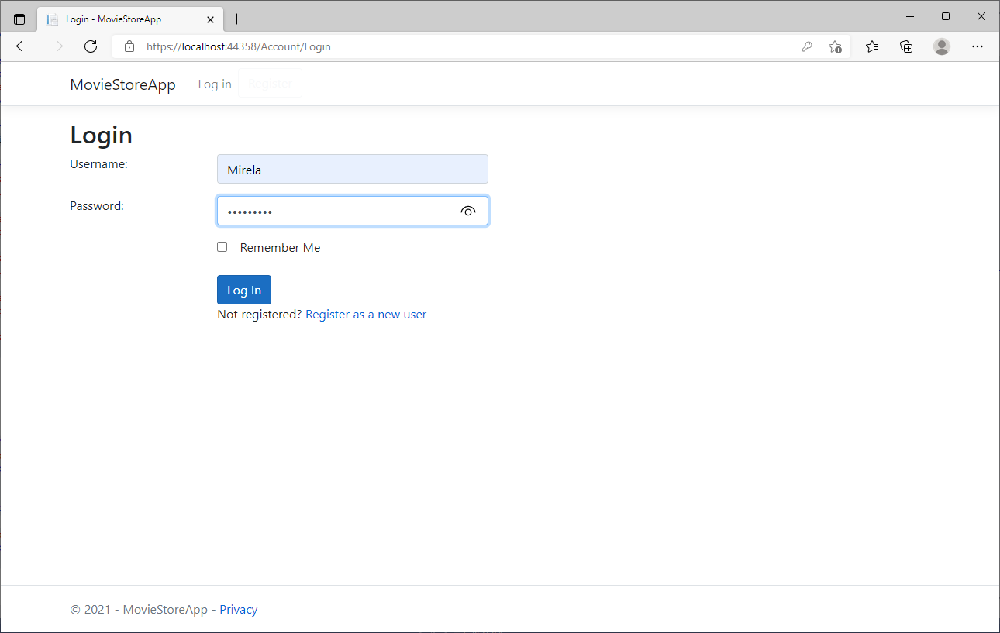 Login - MovieStoreApp
https://localhost:44358/Account/Login
MovieStoreApp Log in Register
Login
Username: Mirela
Password: •••••••••
Remember Me
Log In
Not registered? Register as a new user
© 2021 - MovieStoreApp - Privacy